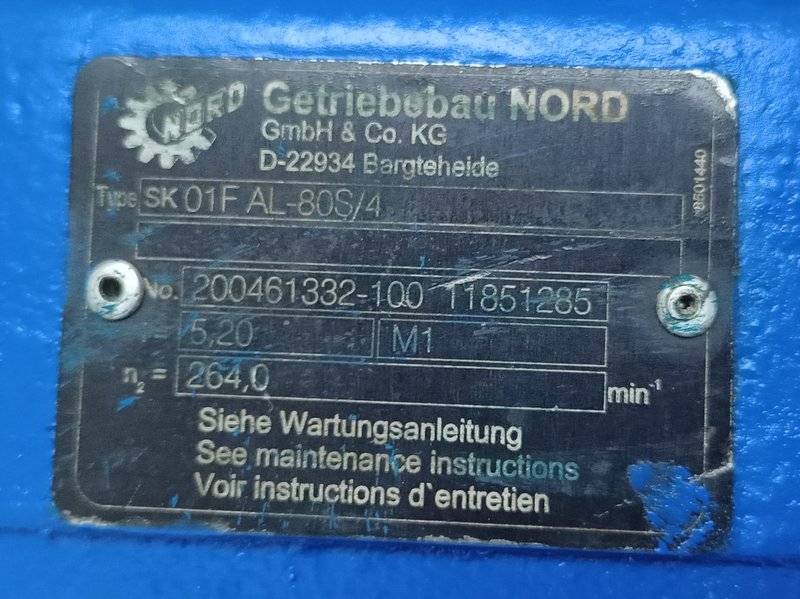 NORD
Getriebebau NORD
GmbH & Co. KG
D-22934 Bargteheide
8501440
Type SK 01F AL-80S/4
No. 200461332-100 11851285
= 5,20 M1
n₂ = 264,0 min⁻¹
Siehe Wartungsanleitung
See maintenance instructions
Voir instructions d`entretien